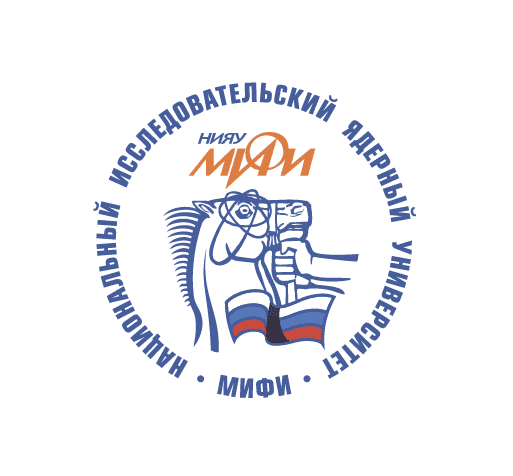 НАЦИОНАЛЬНЫЙ ИССЛЕДОВАТЕЛЬСКИЙ ЯДЕРНЫЙ УНИВЕРСИТЕТ
• МИФИ •
НИЯУ
МИФИ